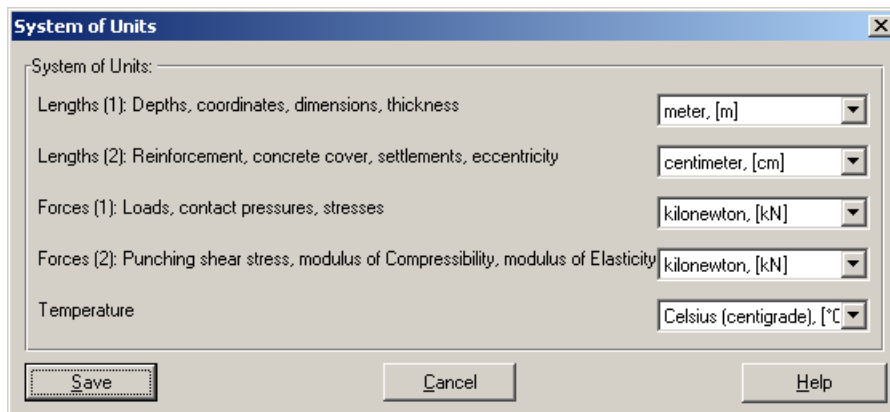 System of Units
System of Units:
Lengths (1): Depths, coordinates, dimensions, thickness
meter, [m]
Lengths (2): Reinforcement, concrete cover, settlements, eccentricity
centimeter, [cm]
Forces (1): Loads, contact pressures, stresses
kilonewton, [kN]
Forces (2): Punching shear stress, modulus of Compressibility, modulus of Elasticity
kilonewton, [kN]
Temperature
Celsius (centigrade), [°C
Save
Cancel
Help